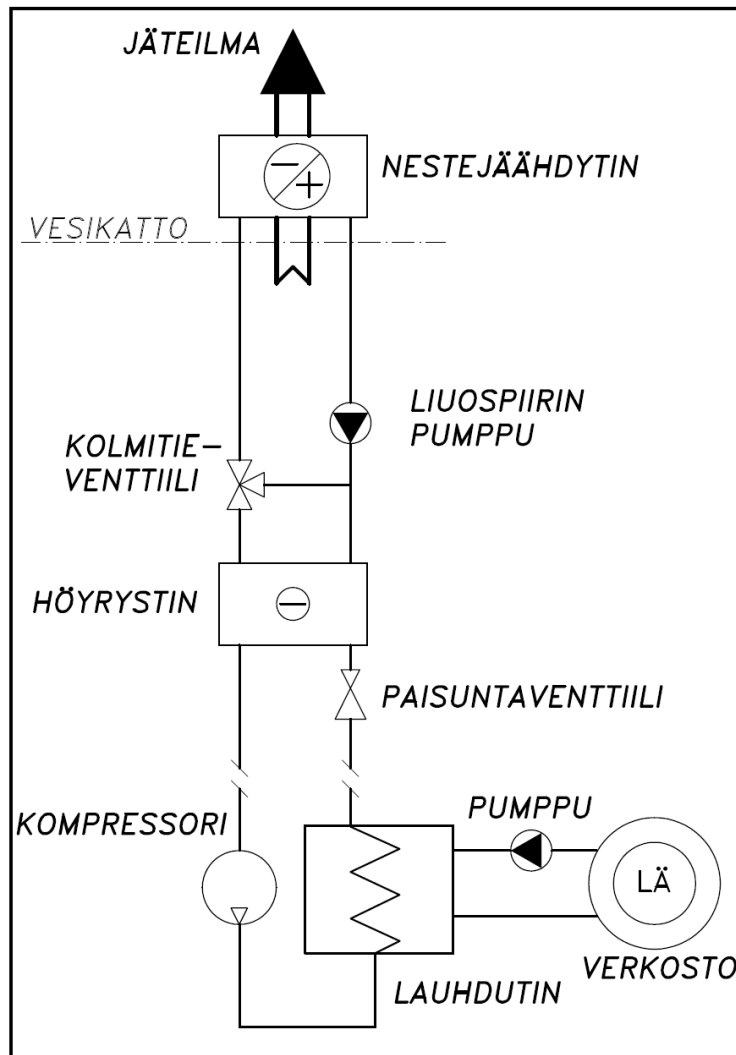 JÄTEILMA
NESTEJÄÄHDYTIN
VESIKATTO
LIUOSPIIRIN
PUMPPU
KOLMITIE-
VENTTIILI
HÖYRYSTIN
PAISUNTAVENTTIILI
KOMPRESSORI
PUMPPU
LÄ
VERKOSTO
LAUHDUTIN